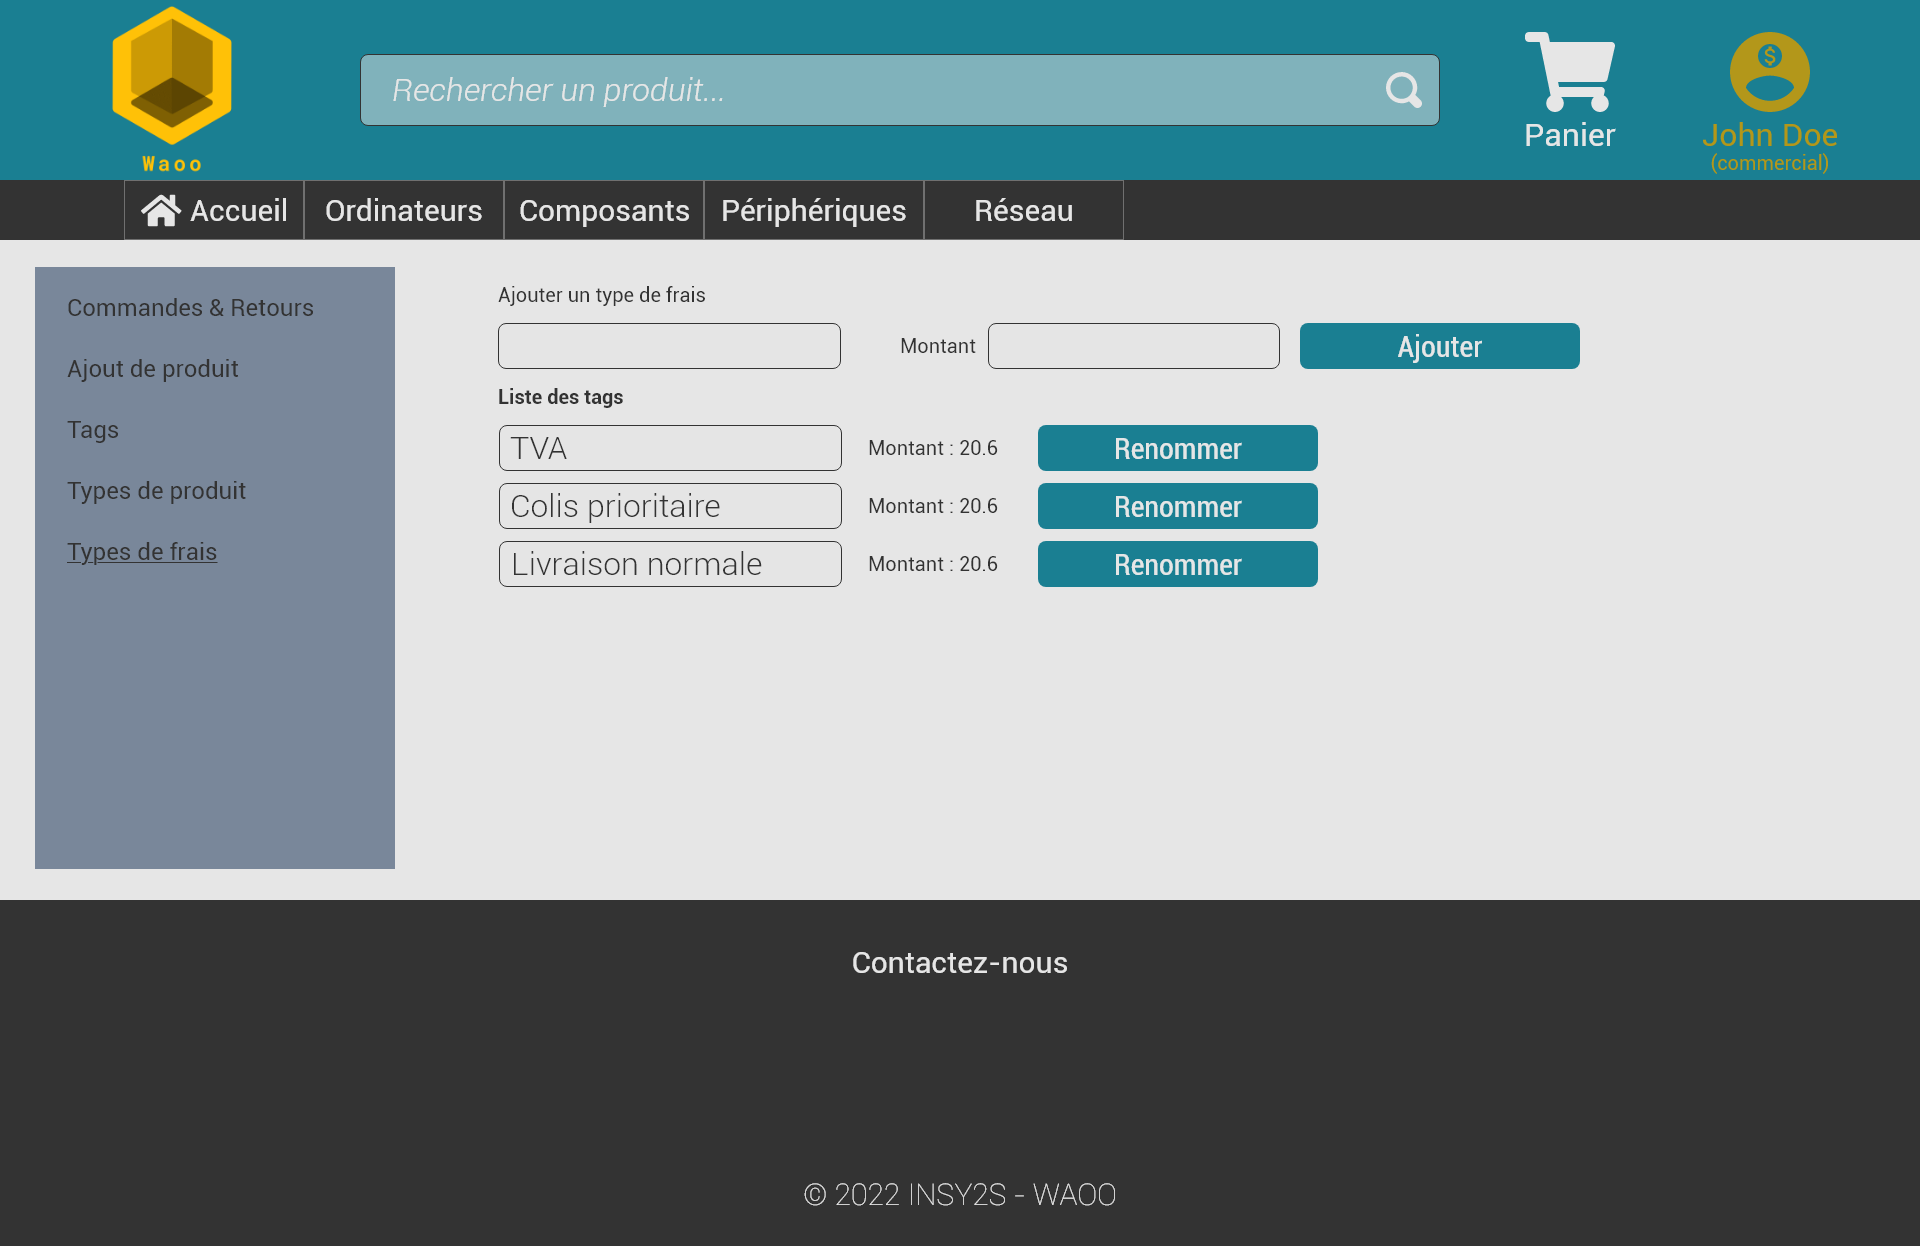 Waoo
Rechercher un produit...
Panier
John Doe
(commercial)
Accueil
Ordinateurs
Composants
Périphériques
Réseau
Commandes & Retours
Ajout de produit
Tags
Types de produit
Types de frais
Ajouter un type de frais
Montant
Ajouter
Liste des tags
TVA
Montant : 20.6
Renommer
Colis prioritaire
Montant : 20.6
Renommer
Livraison normale
Montant : 20.6
Renommer
Contactez-nous
© 2022 INSY2S - WAOO